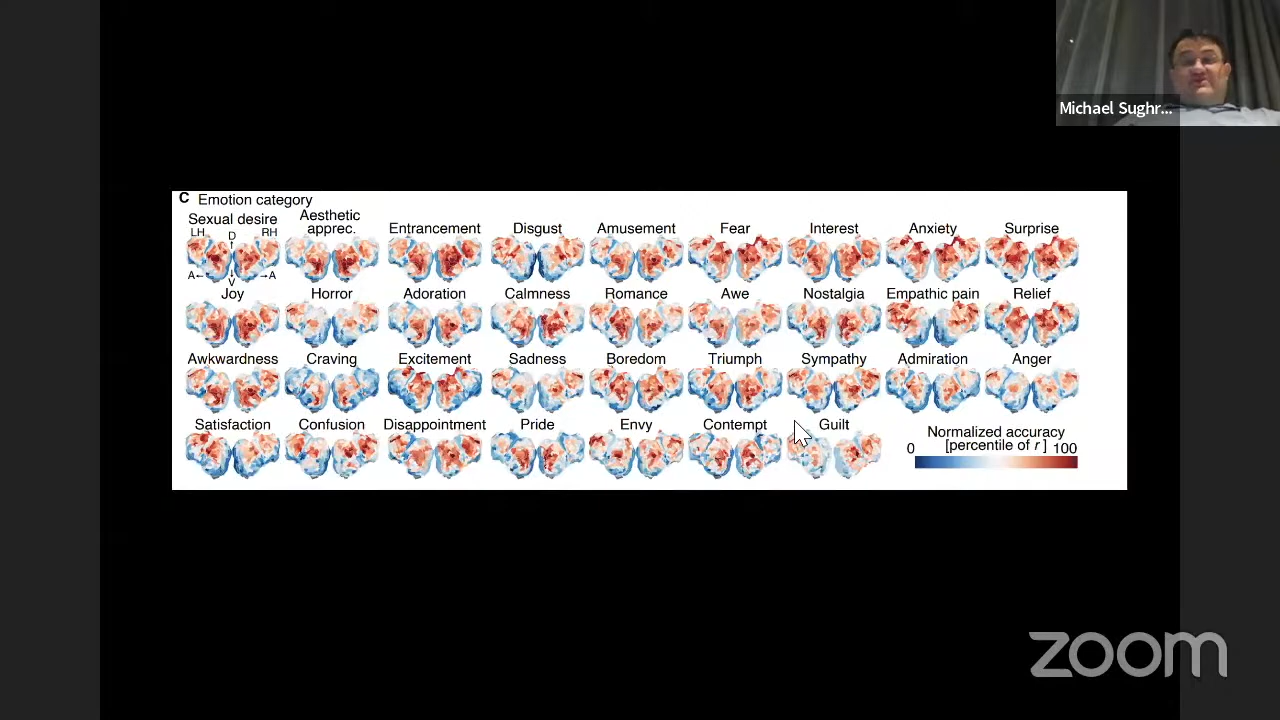 Michael Sughr...
C Emotion category
Sexual desire
Aesthetic apprec.
Entrancement
Disgust
Amusement
Fear
Interest
Anxiety
Surprise
LH
D
RH
A
V
A
Joy
Horror
Adoration
Calmness
Romance
Awe
Nostalgia
Empathic pain
Relief
Awkwardness
Craving
Excitement
Sadness
Boredom
Triumph
Sympathy
Admiration
Anger
Satisfaction
Confusion
Disappointment
Pride
Envy
Contempt
Guilt
Normalized accuracy
0 [percentile of r ] 100
zoom